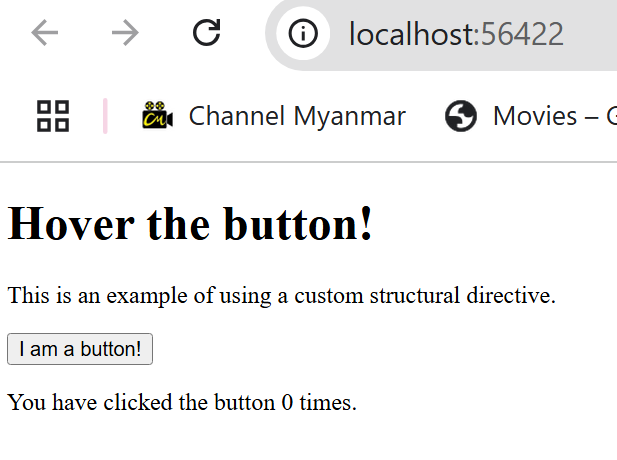 localhost:56422
Channel Myanmar Movies – G
Hover the button!
This is an example of using a custom structural directive.
I am a button!
You have clicked the button 0 times.